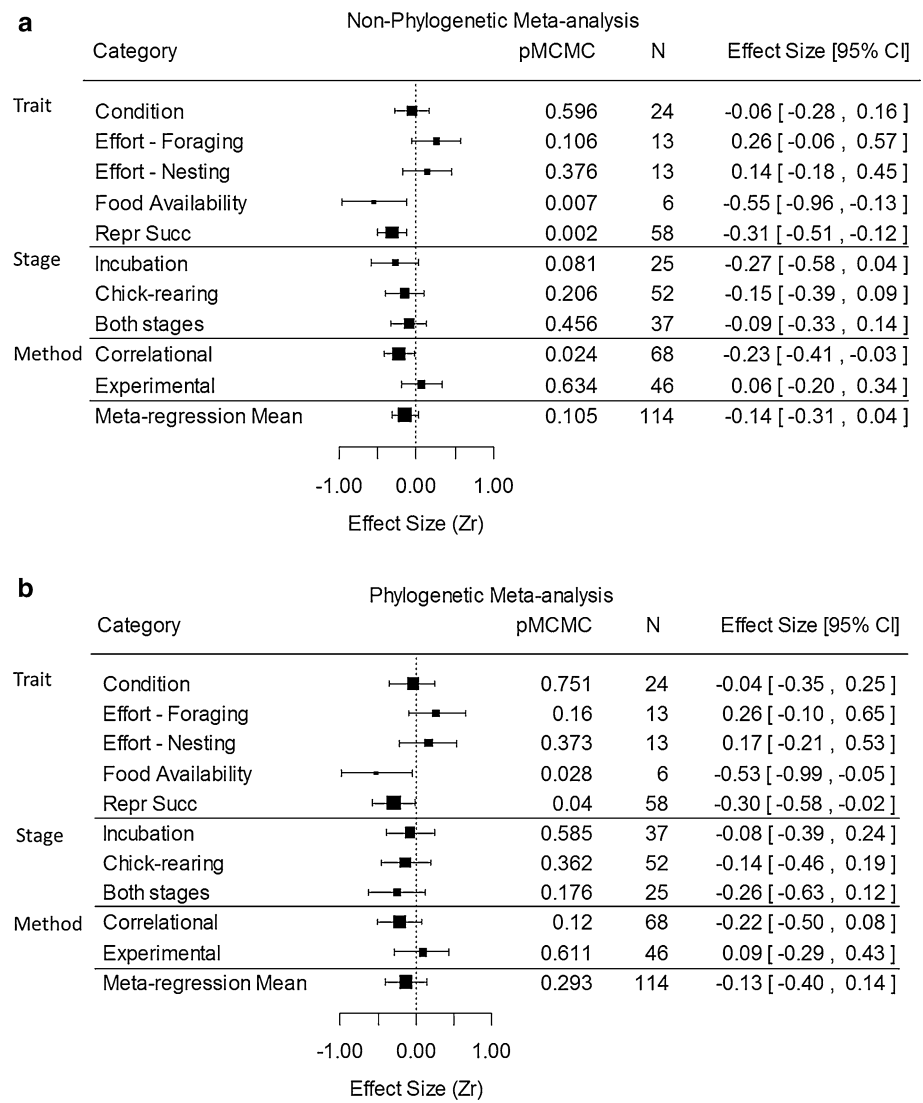 a
Non-Phylogenetic Meta-analysis
Category pMCMC N Effect Size [95% CI]
Trait
Condition 0.596 24 -0.06 [ -0.28 , 0.16 ]
Effort - Foraging 0.106 13 0.26 [ -0.06 , 0.57 ]
Effort - Nesting 0.376 13 0.14 [ -0.18 , 0.45 ]
Food Availability 0.007 6 -0.55 [ -0.96 , -0.13 ]
Repr Succ 0.002 58 -0.31 [ -0.51 , -0.12 ]
Stage
Incubation 0.081 25 -0.27 [ -0.58 , 0.04 ]
Chick-rearing 0.206 52 -0.15 [ -0.39 , 0.09 ]
Both stages 0.456 37 -0.09 [ -0.33 , 0.14 ]
Method Correlational 0.024 68 -0.23 [ -0.41 , -0.03 ]
Experimental 0.634 46 0.06 [ -0.20 , 0.34 ]
Meta-regression Mean 0.105 114 -0.14 [ -0.31 , 0.04 ]
-1.00 0.00 1.00
Effect Size (Zr)
b
Phylogenetic Meta-analysis
Category pMCMC N Effect Size [95% CI]
Trait
Condition 0.751 24 -0.04 [ -0.35 , 0.25 ]
Effort - Foraging 0.16 13 0.26 [ -0.10 , 0.65 ]
Effort - Nesting 0.373 13 0.17 [ -0.21 , 0.53 ]
Food Availability 0.028 6 -0.53 [ -0.99 , -0.05 ]
Repr Succ 0.04 58 -0.30 [ -0.58 , -0.02 ]
Stage Incubation 0.585 37 -0.08 [ -0.39 , 0.24 ]
Chick-rearing 0.362 52 -0.14 [ -0.46 , 0.19 ]
Both stages 0.176 25 -0.26 [ -0.63 , 0.12 ]
Method Correlational 0.12 68 -0.22 [ -0.50 , 0.08 ]
Experimental 0.611 46 0.09 [ -0.29 , 0.43 ]
Meta-regression Mean 0.293 114 -0.13 [ -0.40 , 0.14 ]
-1.00 0.00 1.00
Effect Size (Zr)